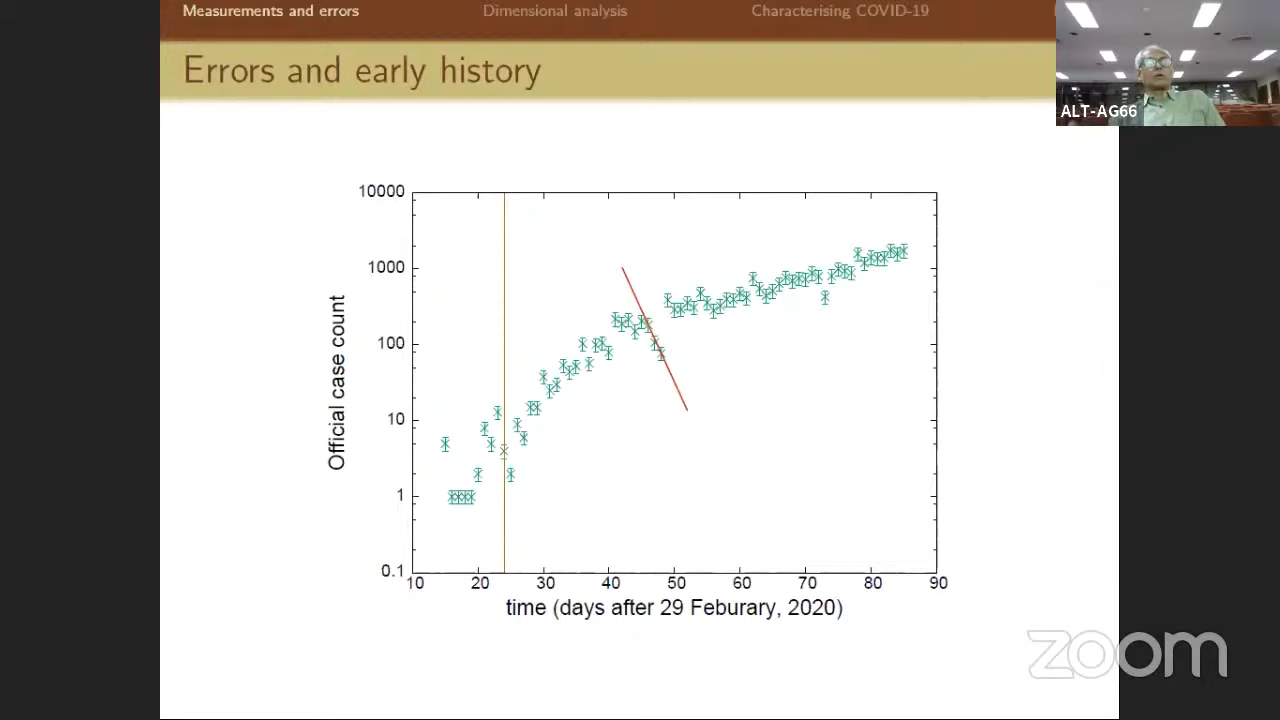 Measurements and errors
Dimensional analysis
Characterising COVID-19
ALT-AG66
Errors and early history
10000
1000
100
10
1
0.1
Official case count
10 20 30 40 50 60 70 80 90
time (days after 29 Feburary, 2020)
zoom